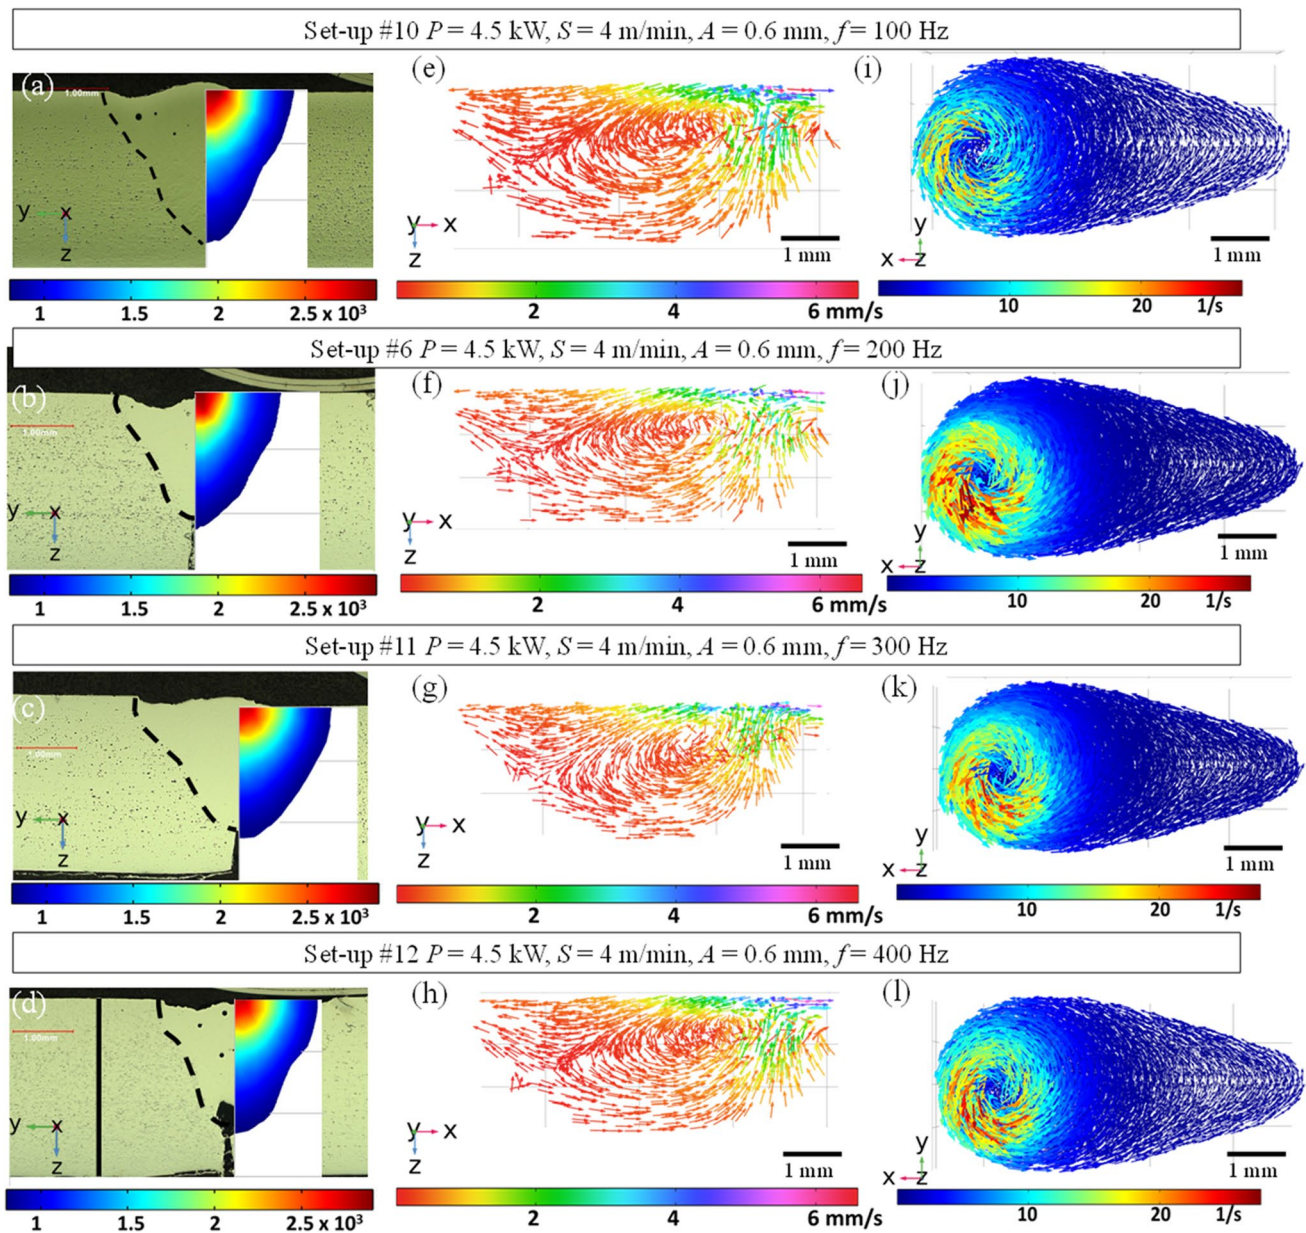 Set-up #10 P = 4.5 kW, S = 4 m/min, A = 0.6 mm, f = 100 Hz
(a)
(e)
(i)
1.00mm
y x
z
y x
z
1 mm
y
x z
1 mm
1 1.5 2 2.5 x 10³
2 4 6 mm/s
10 20 1/s
Set-up #6 P = 4.5 kW, S = 4 m/min, A = 0.6 mm, f = 200 Hz
(b)
(f)
(j)
1.00mm
y x
z
y x
z
1 mm
y
x z
1 mm
1 1.5 2 2.5 x 10³
2 4 6 mm/s
10 20 1/s
Set-up #11 P = 4.5 kW, S = 4 m/min, A = 0.6 mm, f = 300 Hz
(c)
(g)
(k)
1.00mm
y x
z
y x
z
1 mm
y
x z
1 mm
1 1.5 2 2.5 x 10³
2 4 6 mm/s
10 20 1/s
Set-up #12 P = 4.5 kW, S = 4 m/min, A = 0.6 mm, f = 400 Hz
(d)
(h)
(l)
1.00mm
y x
z
y x
z
1 mm
y
x z
1 mm
1 1.5 2 2.5 x 10³
2 4 6 mm/s
10 20 1/s